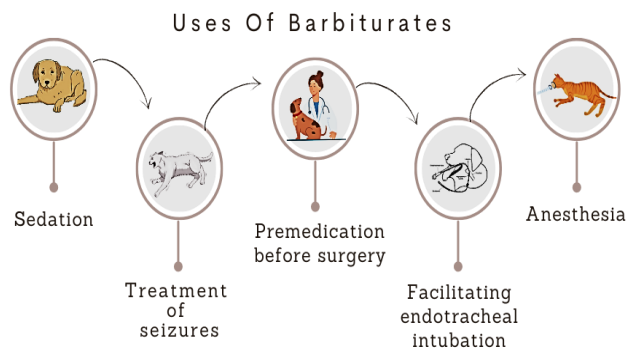 Uses Of Barbiturates
Sedation
Treatment
of
seizures
Premedication
before surgery
Facilitating
endotracheal
intubation
Anesthesia